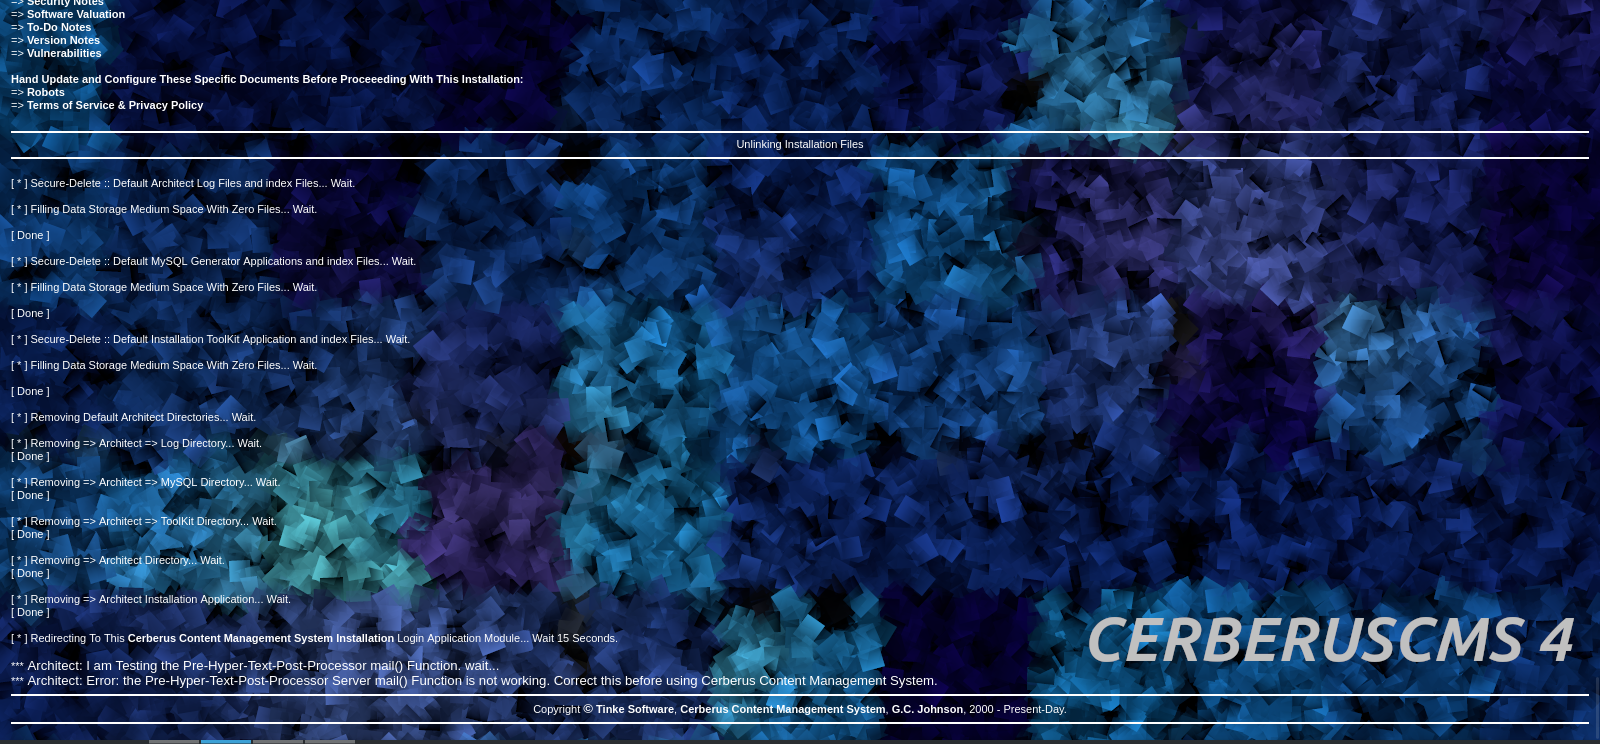 => Security Notes
=> Software Valuation
=> To-Do Notes
=> Version Notes
=> Vulnerabilities
Hand Update and Configure These Specific Documents Before Proceeeding With This Installation:
=> Robots
=> Terms of Service & Privacy Policy
Unlinking Installation Files
[ * ] Secure-Delete :: Default Architect Log Files and index Files... Wait.
[ * ] Filling Data Storage Medium Space With Zero Files... Wait.
[ Done ]
[ * ] Secure-Delete :: Default MySQL Generator Applications and index Files... Wait.
[ * ] Filling Data Storage Medium Space With Zero Files... Wait.
[ Done ]
[ * ] Secure-Delete :: Default Installation ToolKit Application and index Files... Wait.
[ * ] Filling Data Storage Medium Space With Zero Files... Wait.
[ Done ]
[ * ] Removing Default Architect Directories... Wait.
[ * ] Removing => Architect => Log Directory... Wait.
[ Done ]
[ * ] Removing => Architect => MySQL Directory... Wait.
[ Done ]
[ * ] Removing => Architect => ToolKit Directory... Wait.
[ Done ]
[ * ] Removing => Architect Directory... Wait.
[ Done ]
[ * ] Removing => Architect Installation Application... Wait.
[ Done ]
[ * ] Redirecting To This Cerberus Content Management System Installation Login Application Module... Wait 15 Seconds.
CERBERUSCMS 4
*** Architect: I am Testing the Pre-Hyper-Text-Post-Processor mail() Function. wait...
*** Architect: Error: the Pre-Hyper-Text-Post-Processor Server mail() Function is not working. Correct this before using Cerberus Content Management System.
Copyright © Tinke Software, Cerberus Content Management System, G.C. Johnson, 2000 - Present-Day.